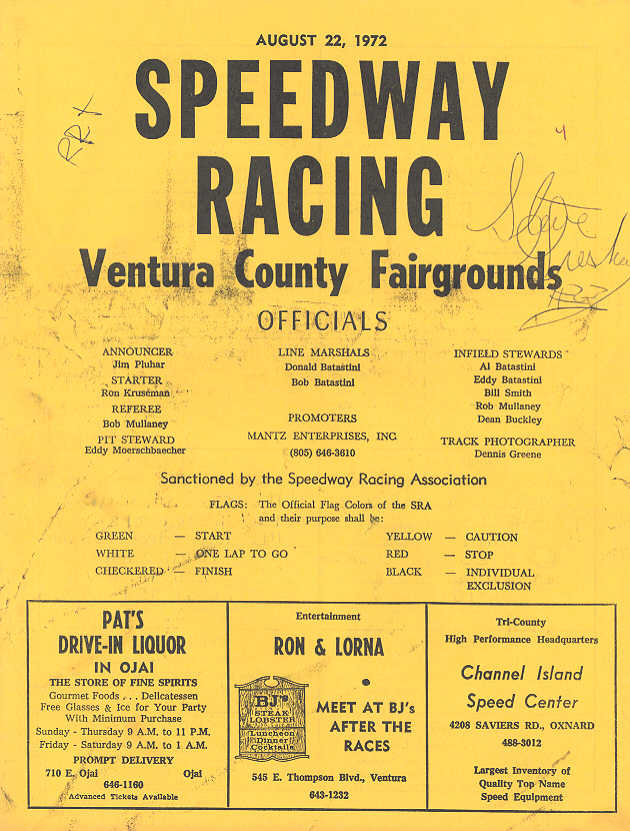 AUGUST 22, 1972
SPEEDWAY
RACING
Ventura County Fairgrounds
OFFICIALS
ANNOUNCER
Jim Pluhar
STARTER
Ron Kruseman
REFEREE
Bob Mullaney
PIT STEWARD
Eddy Moerschbaecher
LINE MARSHALS
Donald Batastini
Bob Batastini
PROMOTERS
MANTZ ENTERPRISES, INC
(805) 646-3610
INFIELD STEWARDS
Al Batastini
Eddy Batastini
Bill Smith
Rob Mullaney
Dean Buckley
TRACK PHOTOGRAPHER
Dennis Greene
Sanctioned by the Speedway Racing Association
FLAGS: The Official Flag Colors of the SRA
and their purpose shall be:
GREEN — START
WHITE — ONE LAP TO GO
CHECKERED — FINISH
YELLOW — CAUTION
RED — STOP
BLACK — INDIVIDUAL
EXCLUSION
PAT'S
DRIVE-IN LIQUOR
IN OJAI
THE STORE OF FINE SPIRITS
Gourmet Foods . . . Delicatessen
Free Glasses & Ice for Your Party
With Minimum Purchase
Sunday - Thursday 9 A.M. to 11 P.M.
Friday - Saturday 9 A.M. to 1 A.M.
PROMPT DELIVERY
710 E. Ojai Ojai
646-1160
Advanced Tickets Available
Entertainment
RON & LORNA
BJ's
STEAK
LOBSTER
Luncheon
Dinner
Cocktails
MEET AT BJ's
AFTER THE
RACES
545 E. Thompson Blvd., Ventura
643-1232
Tri-County
High Performance Headquarters
Channel Island
Speed Center
4208 SAVIERS RD., OXNARD
488-3012
Largest Inventory of
Quality Top Name
Speed Equipment
Steve